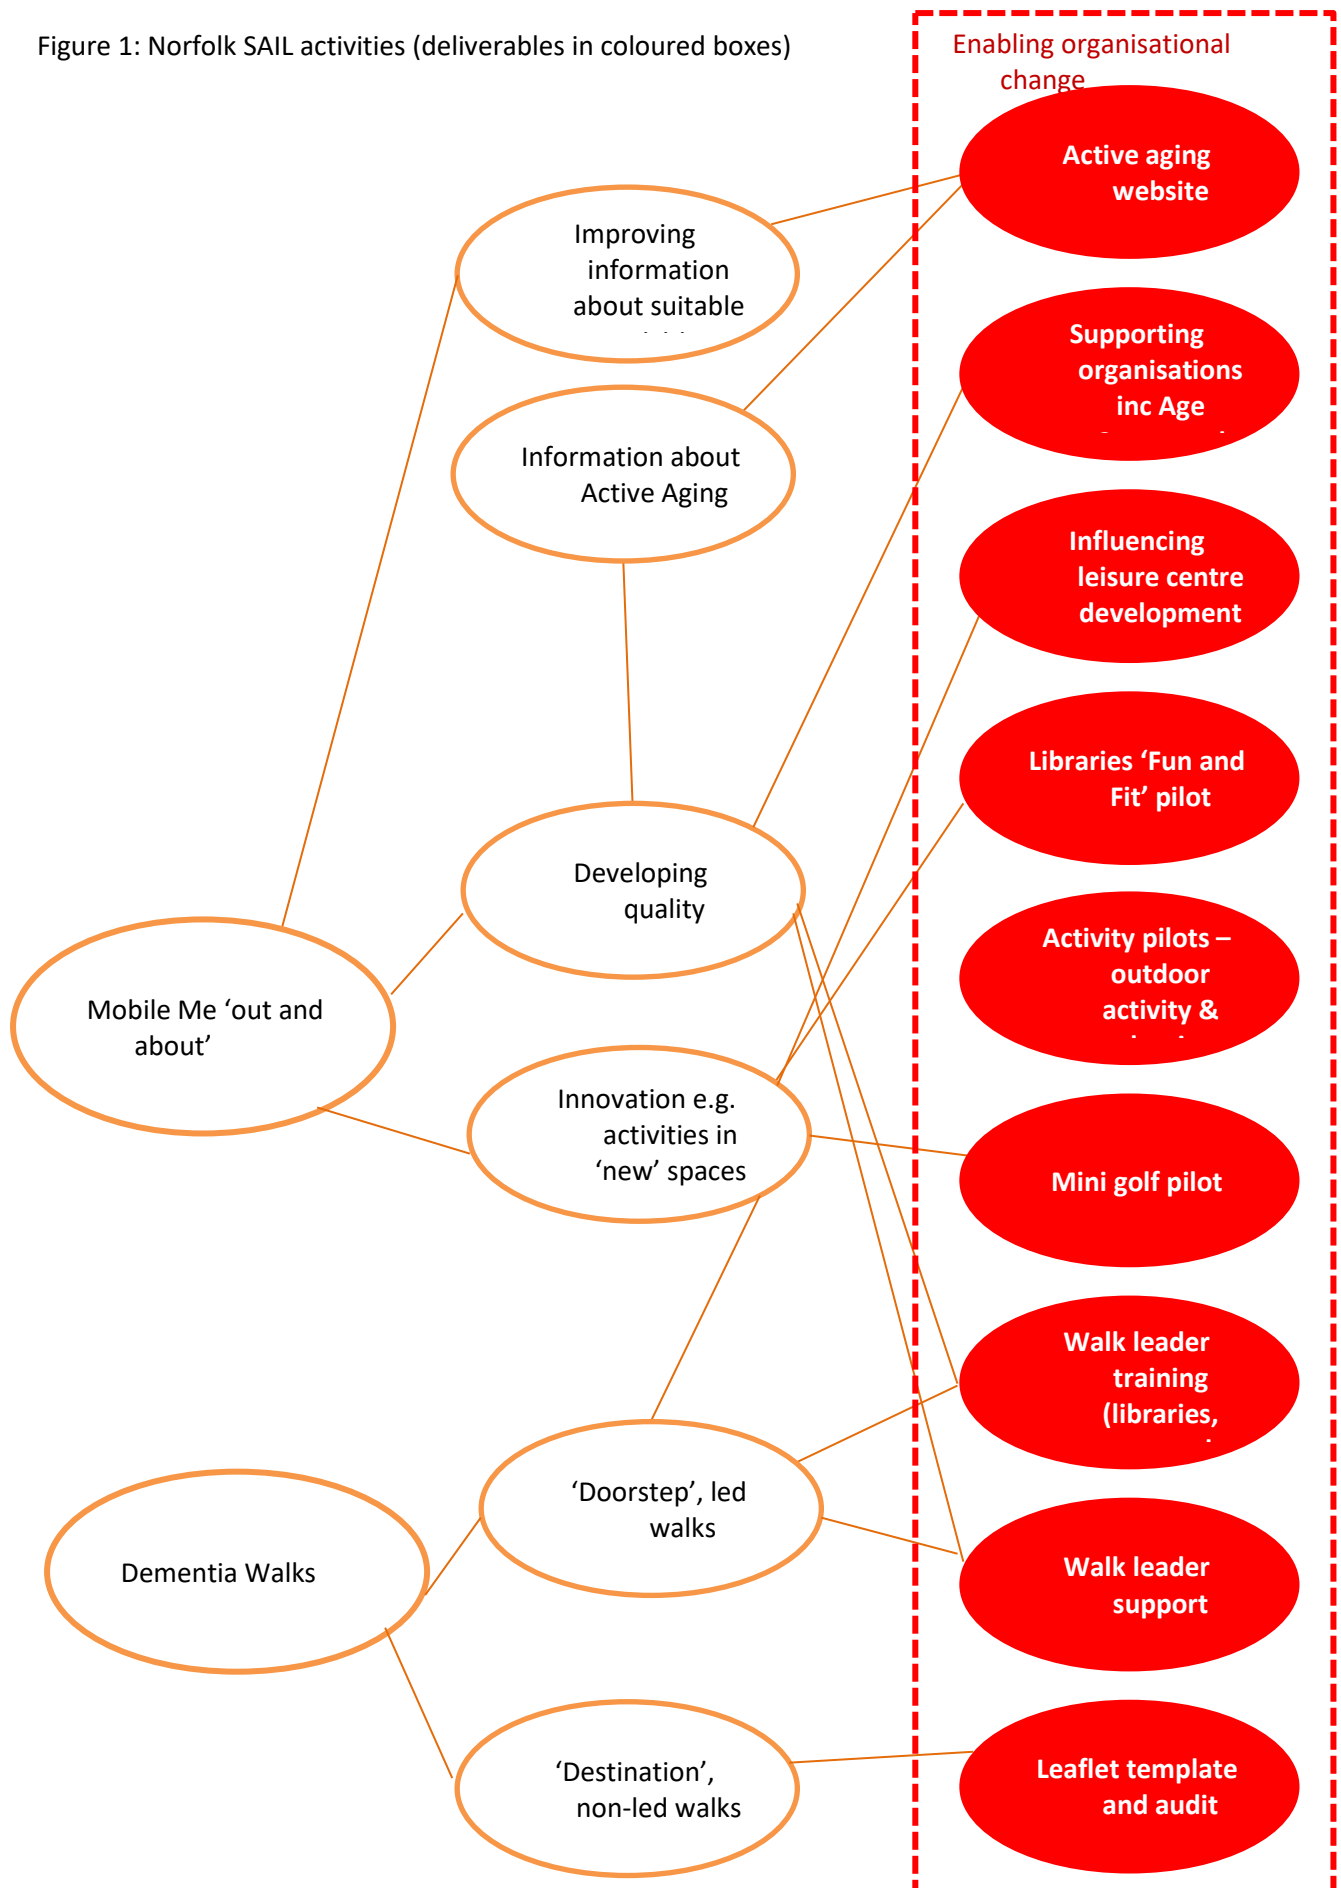 Figure 1: Norfolk SAIL activities (deliverables in coloured boxes)
Enabling organisational
change
Active aging
website
Improving
information
about suitable
Supporting
organisations
inc Age
Information about
Active Aging
Influencing
leisure centre
development
Libraries ‘Fun and
Fit’ pilot
Developing
quality
Activity pilots –
outdoor
activity &
Mobile Me ‘out and
about’
Innovation e.g.
activities in
‘new’ spaces
Mini golf pilot
Walk leader
training
(libraries,
‘Doorstep’, led
walks
Dementia Walks
Walk leader
support
‘Destination’,
non-led walks
Leaflet template
and audit